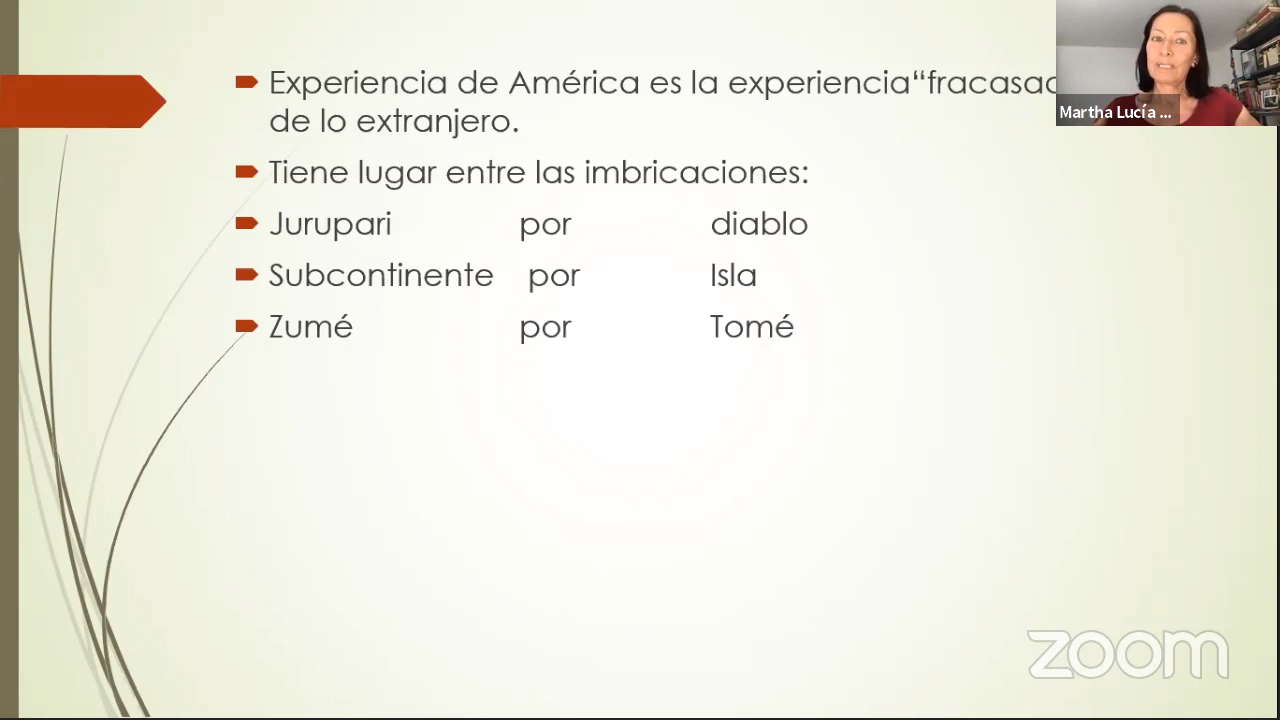 Experiencia de América es la experiencia“fracasad
de lo extranjero.
Tiene lugar entre las imbricaciones:
Jurupari por diablo
Subcontinente por Isla
Zumé por Tomé
Martha Lucía ...
zoom